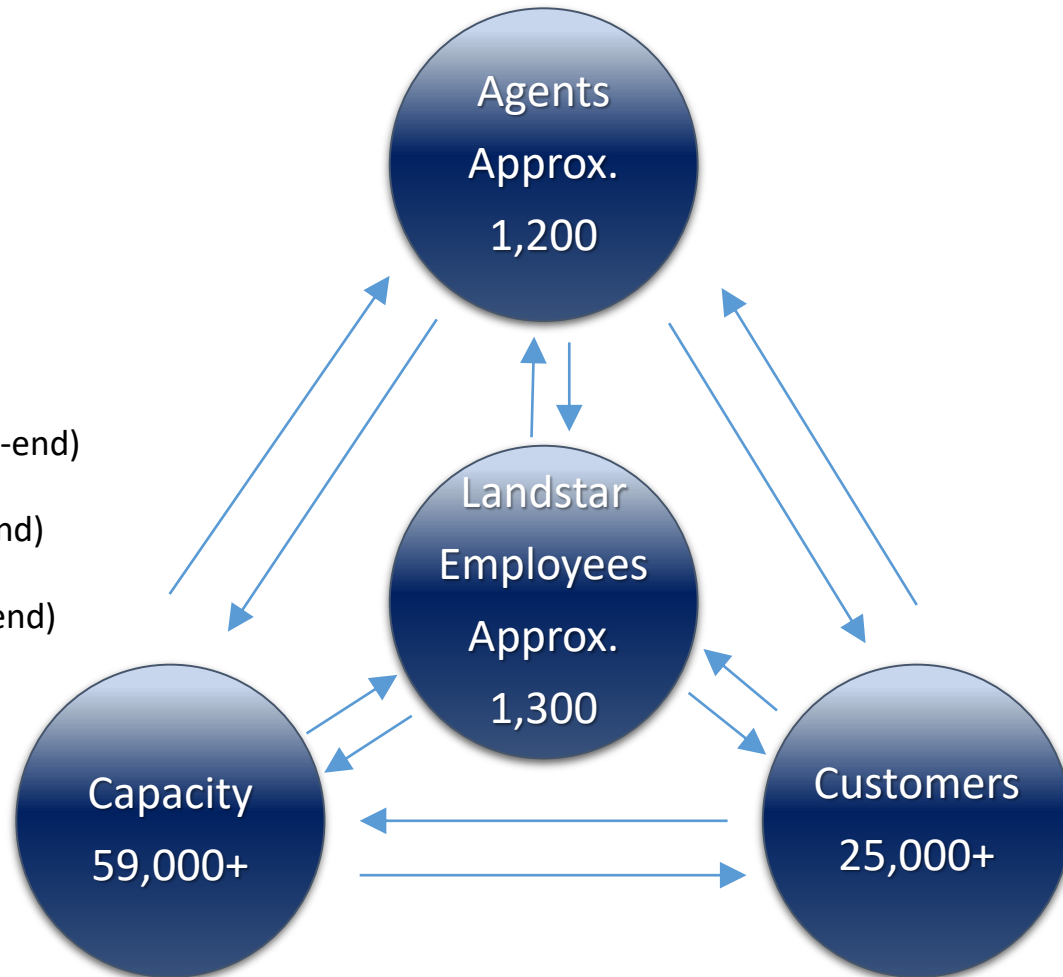 Agents
Approx.
1,200
-end)
nd)
end)
Landstar
Employees
Approx.
1,300
Capacity
59,000+
Customers
25,000+